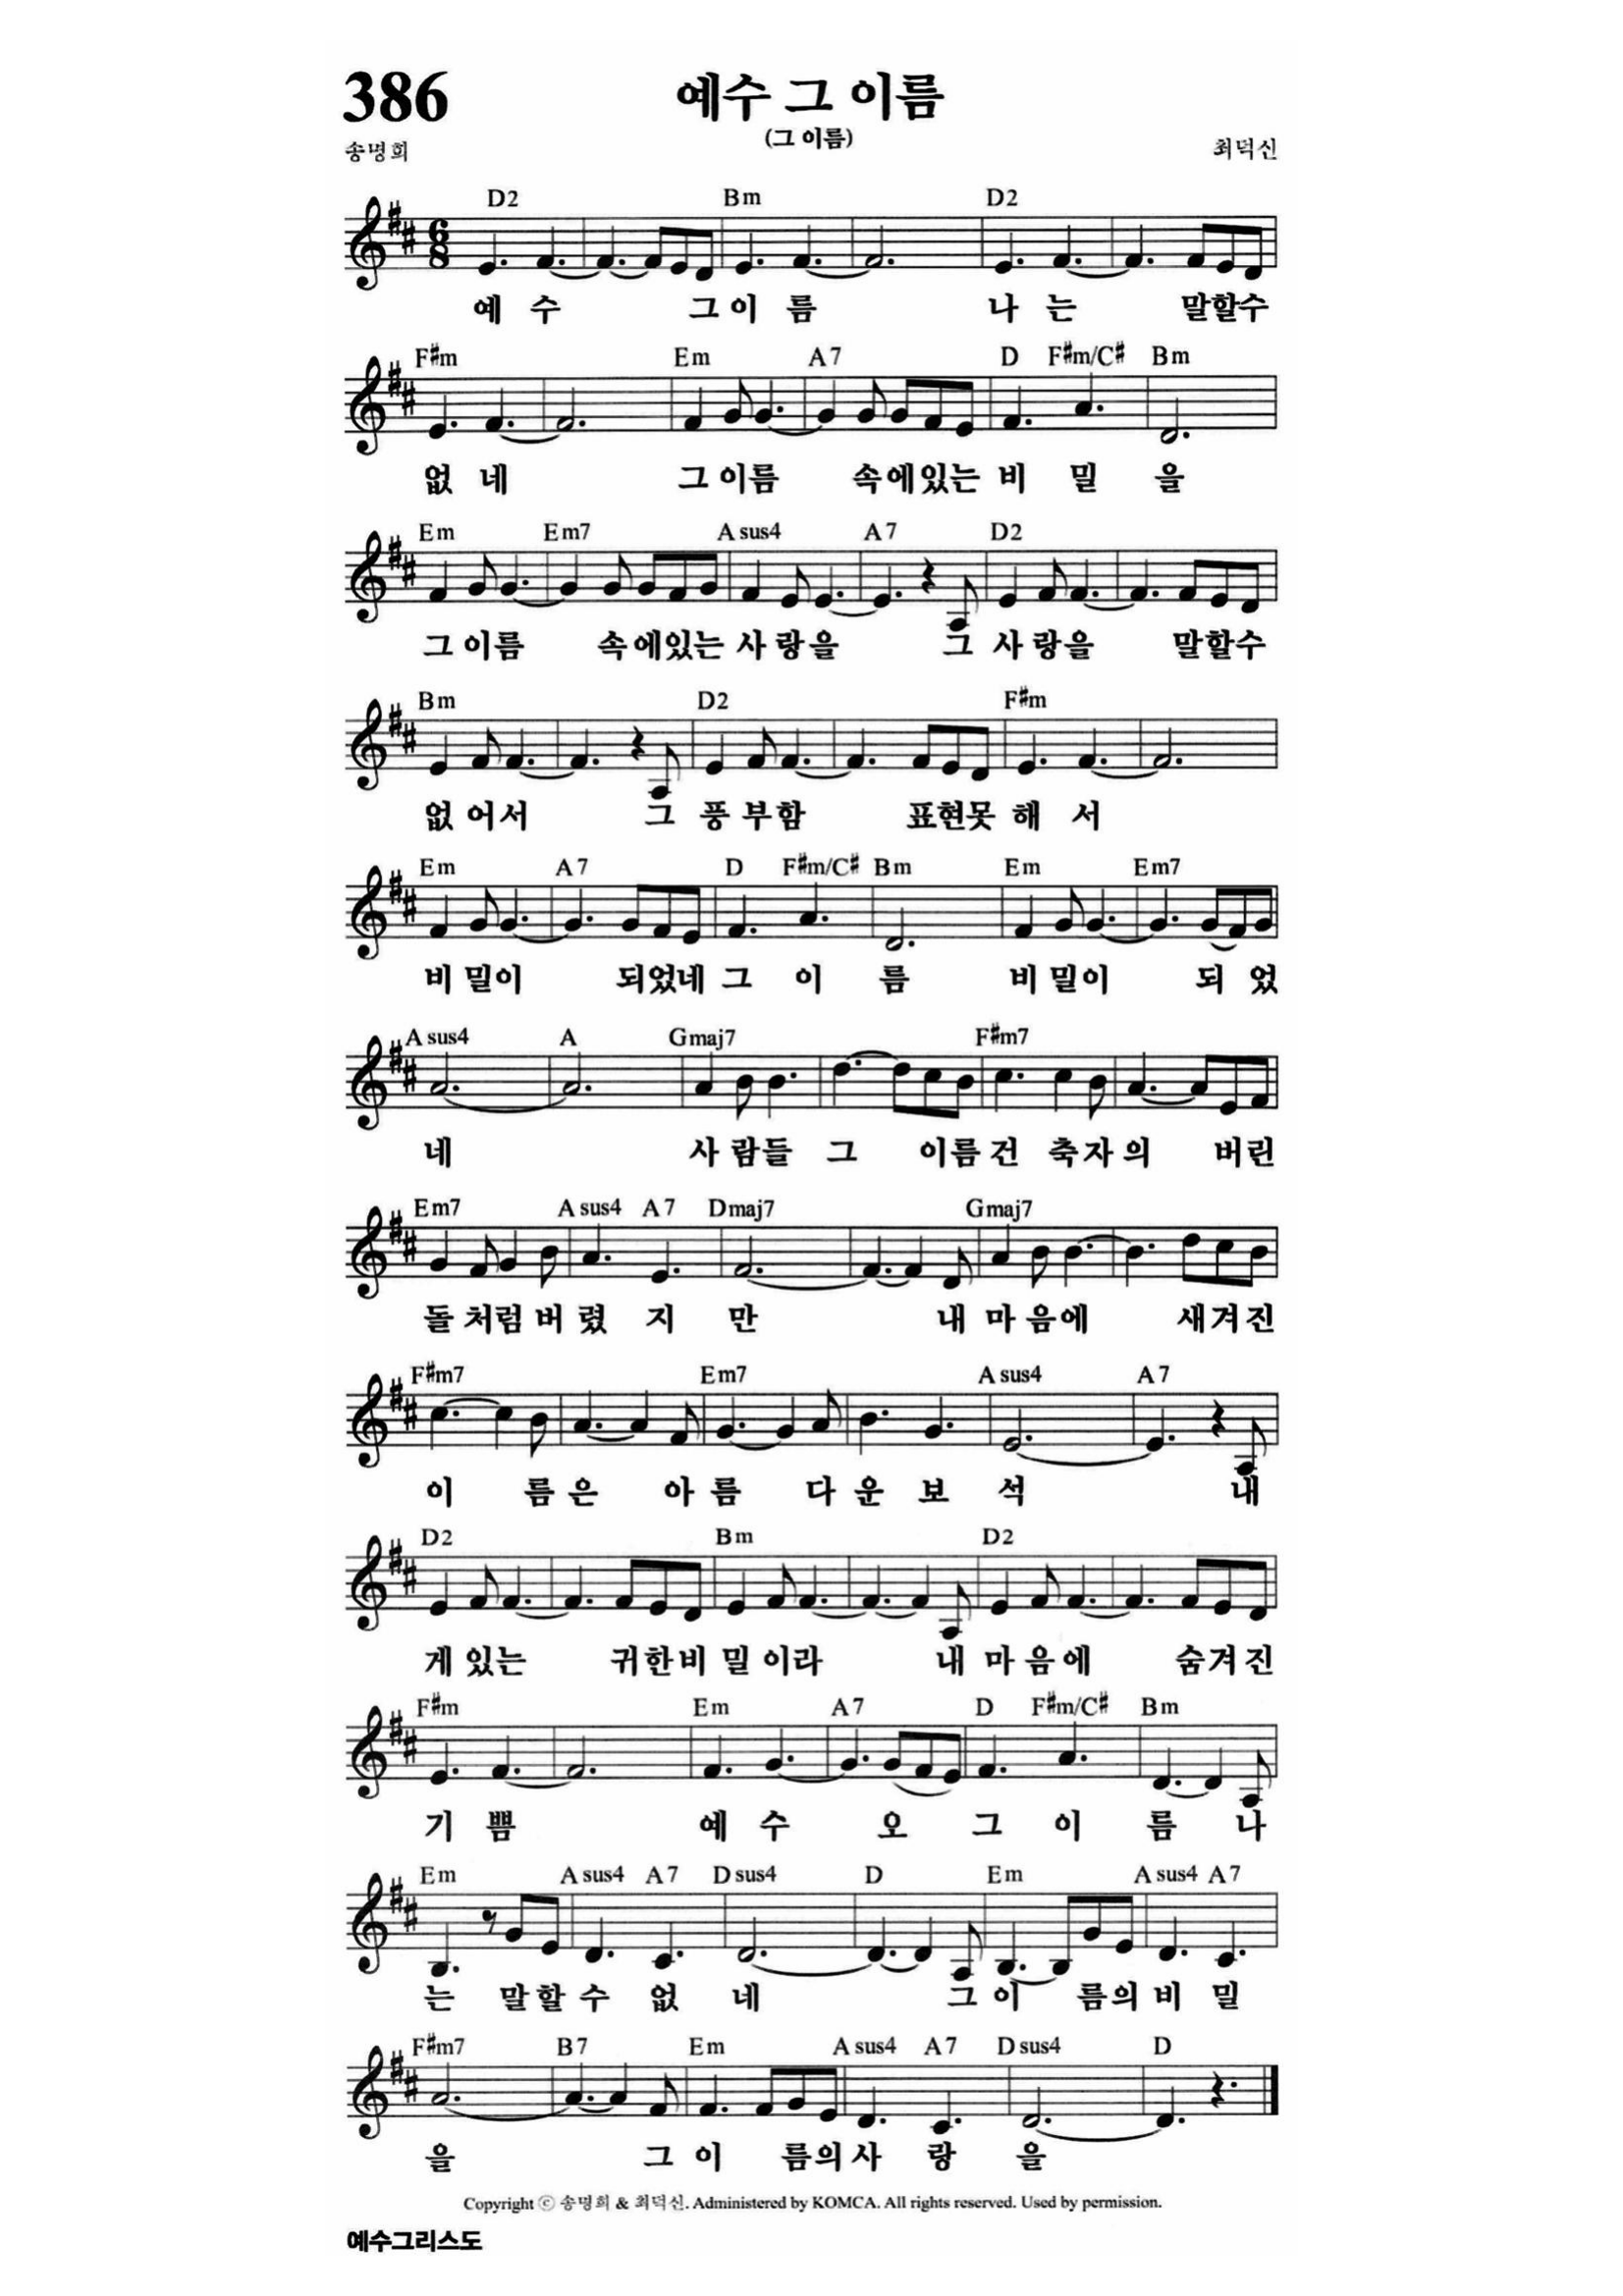 386
예수 그 이름
(그 이름)
송명희
최덕신
D2 Bm D2
6
8
예 수 그이 름 나 는 말할수
F#m Em A7 D F#m/C# Bm
없 네 그이름 속에있는 비 밀 을
Em Em7 A sus4 A7 D2
그이름 속에있는 사랑을 그 사랑을 말할수
Bm D2 F#m
없어서 그 풍부함 표현못 해 서
Em A7 D F#m/C# Bm Em Em7
비밀이 되었네 그 이 름 비밀이 되 었
A sus4 A Gmaj7 F#m7
네 사람들 그 이름건 축자의 버린
Em7 A sus4 A7 Dmaj7 Gmaj7
돌처럼버렸 지 만 내 마음에 새겨진
F#m7 Em7 A sus4 A7
이 름은 아름 다운 보 석 내
D2 Bm D2
게있는 귀한비 밀이라 내 마음에 숨겨진
F#m Em A7 D F#m/C# Bm
기 쁨 예 수 오 그 이 름 나
Em A sus4 A7 D sus4 D Em A sus4 A7
는 말할수 없 네 그이 름의비 밀
F#m7 B7 Em A sus4 A7 D sus4 D
을 그 이 름의사 랑 을
Copyright ⓒ 송명희 & 최덕신. Administered by KOMCA. All rights reserved. Used by permission.
예수그리스도